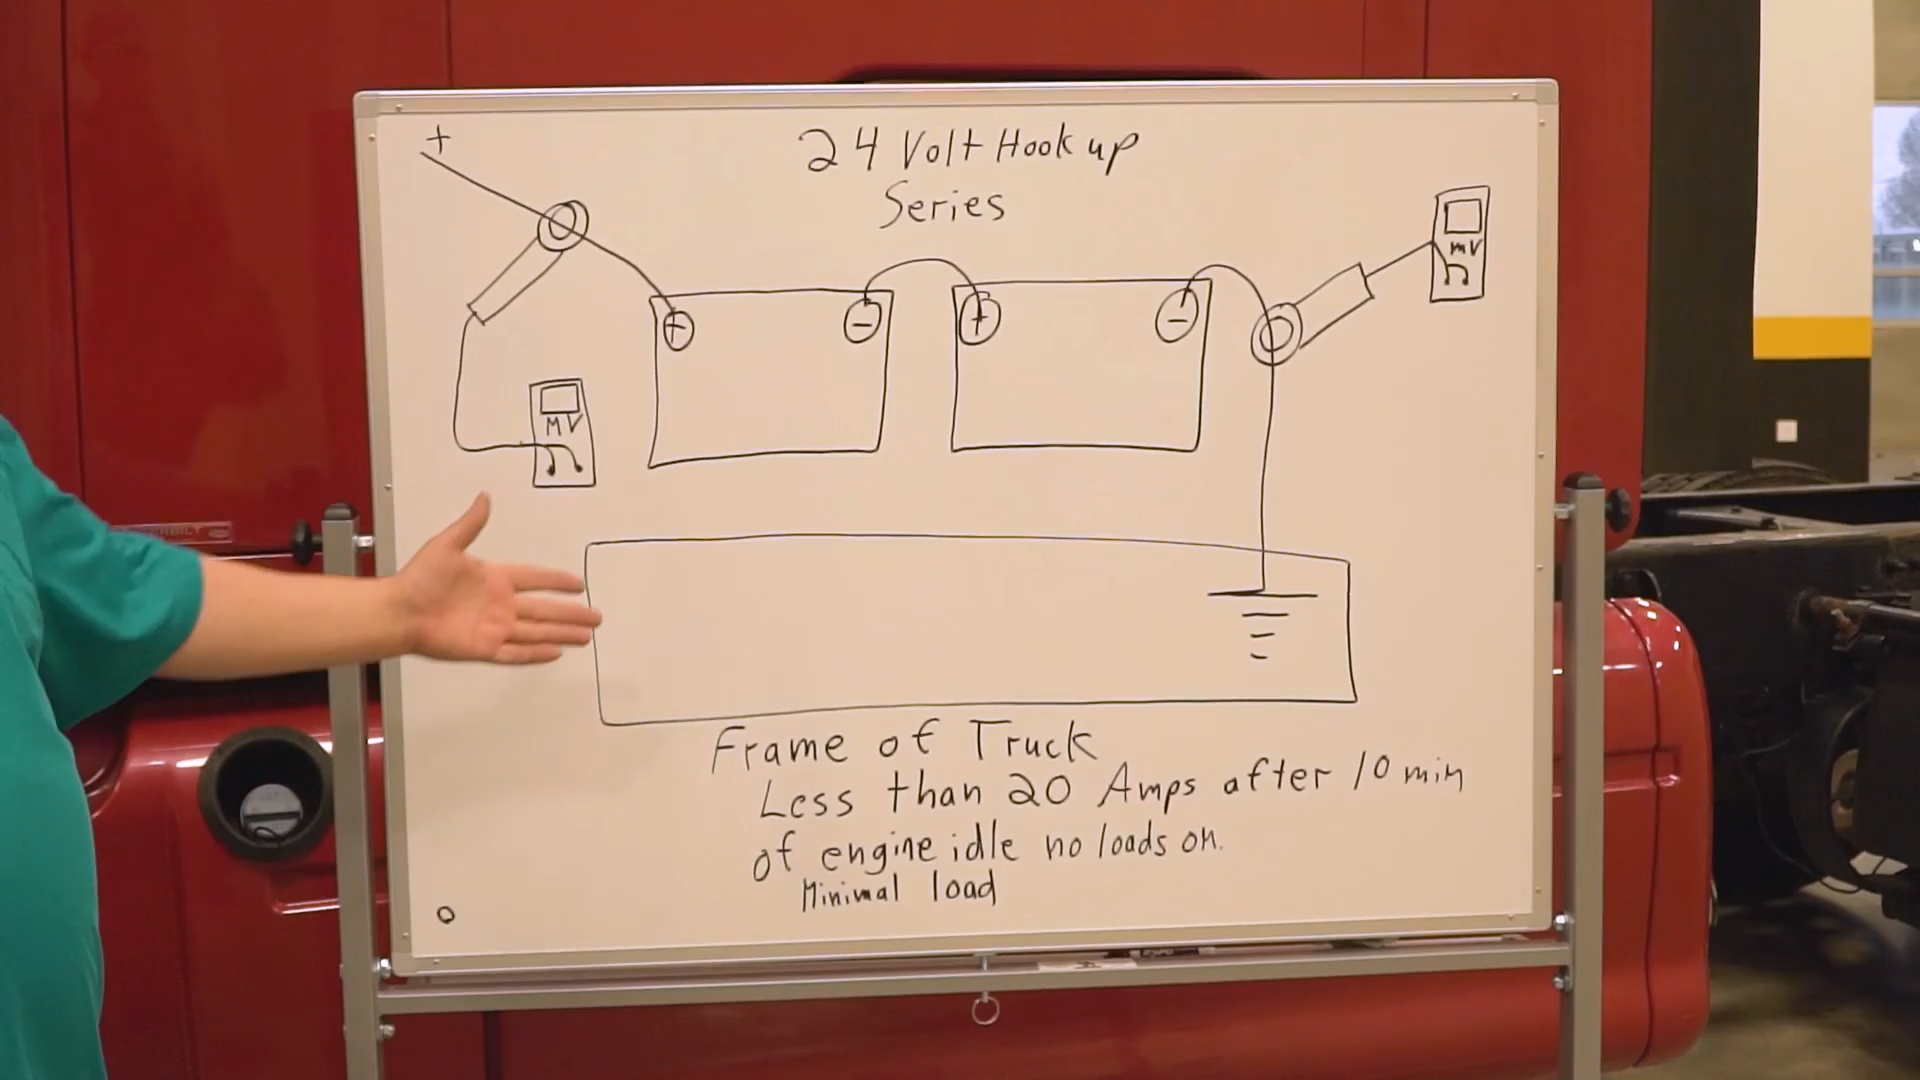 24 Volt Hook up
Series
+
mV
+
-
+
-
MV
Frame of Truck
Less than 20 Amps after 10 min
of engine idle no loads on.
Minimal load